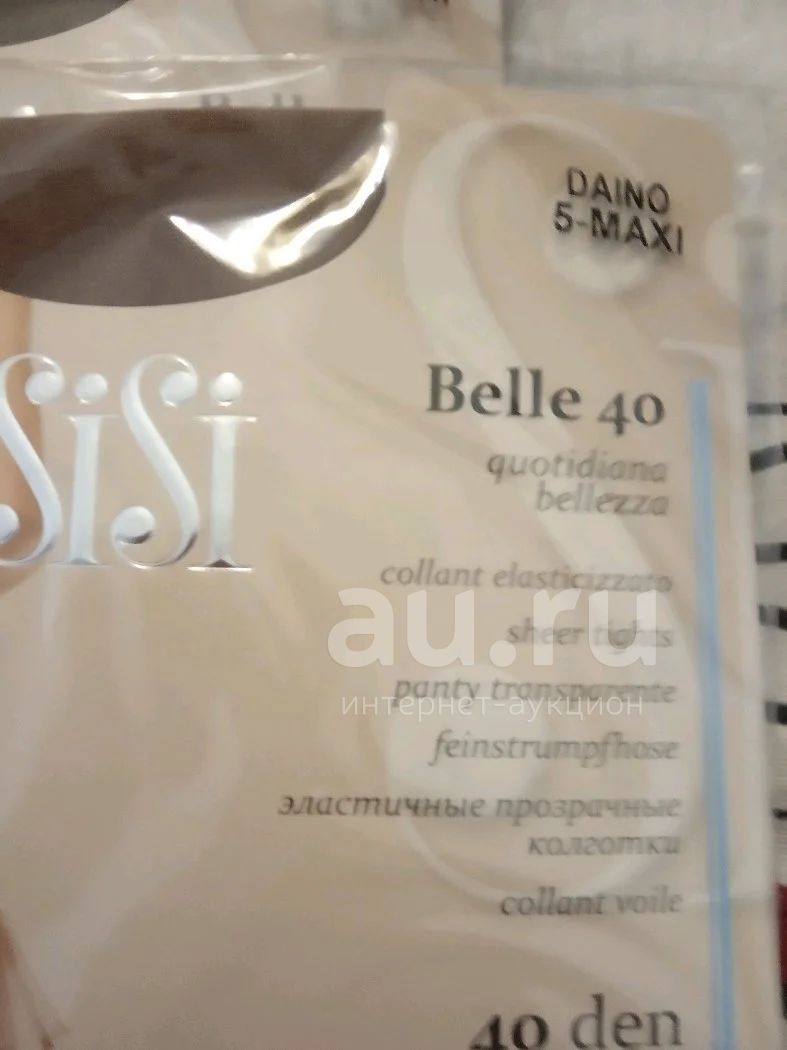 DAINO
5-MAXI
SiSi
Belle 40
quotidiana
bellezza
collant elasticizzato
sheer tights
panty transparente
feinstrumpfhose
эластичные прозрачные
колготки
collant voile
40 den
au.ru
интернет-аукцион